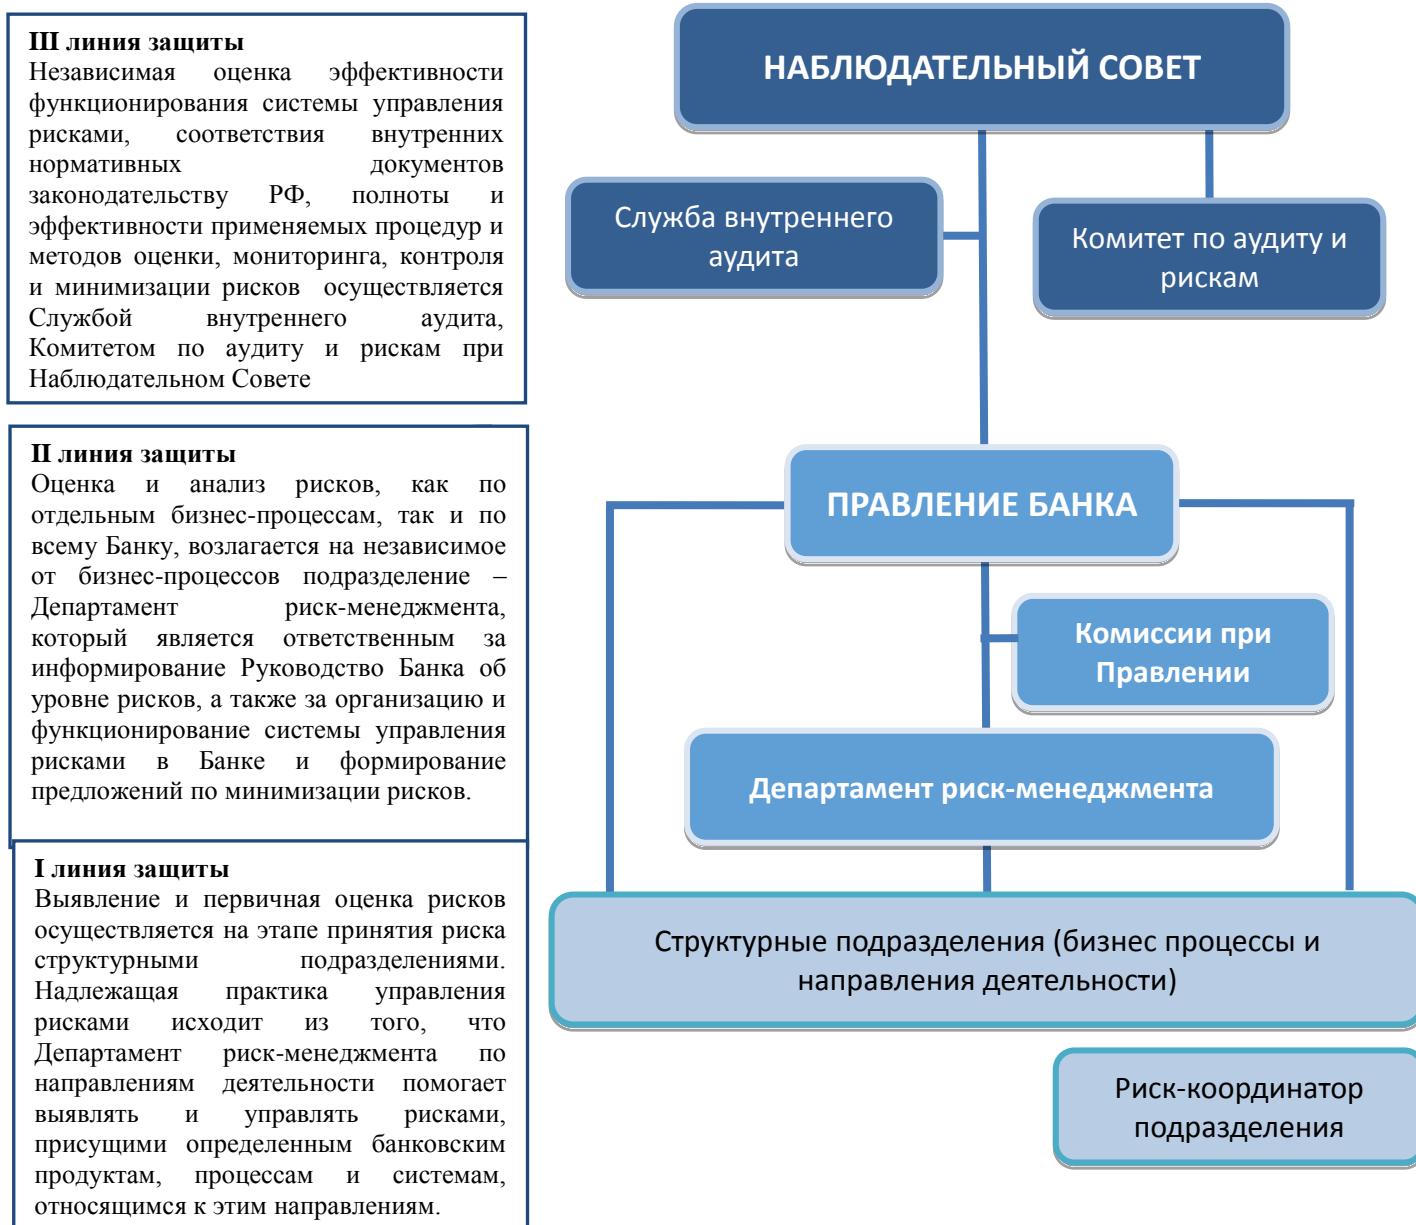 III линия защиты
Независимая оценка эффективности
функционирования системы управления
рисками, соответствия внутренних
нормативных документов
законодательству РФ, полноты и
эффективности применяемых процедур и
методов оценки, мониторинга, контроля
и минимизации рисков осуществляется
Службой внутреннего аудита,
Комитетом по аудиту и рискам при
Наблюдательном Совете
II линия защиты
Оценка и анализ рисков, как по
отдельным бизнес-процессам, так и по
всему Банку, возлагается на независимое
от бизнес-процессов подразделение –
Департамент риск-менеджмента,
который является ответственным за
информирование Руководство Банка об
уровне рисков, а также за организацию и
функционирование системы управления
рисками в Банке и формирование
предложений по минимизации рисков.
I линия защиты
Выявление и первичная оценка рисков
осуществляется на этапе принятия риска
структурными подразделениями.
Надлежащая практика управления
рисками исходит из того, что
Департамент риск-менеджмента по
направлениям деятельности помогает
выявлять и управлять рисками,
присущими определенным банковским
продуктам, процессам и системам,
относящимся к этим направлениям.
НАБЛЮДАТЕЛЬНЫЙ СОВЕТ
Служба внутреннего
аудита
Комитет по аудиту и
рискам
ПРАВЛЕНИЕ БАНКА
Комиссии при
Правлении
Департамент риск-менеджмента
Структурные подразделения (бизнес процессы и
направления деятельности)
Риск-координатор
подразделения